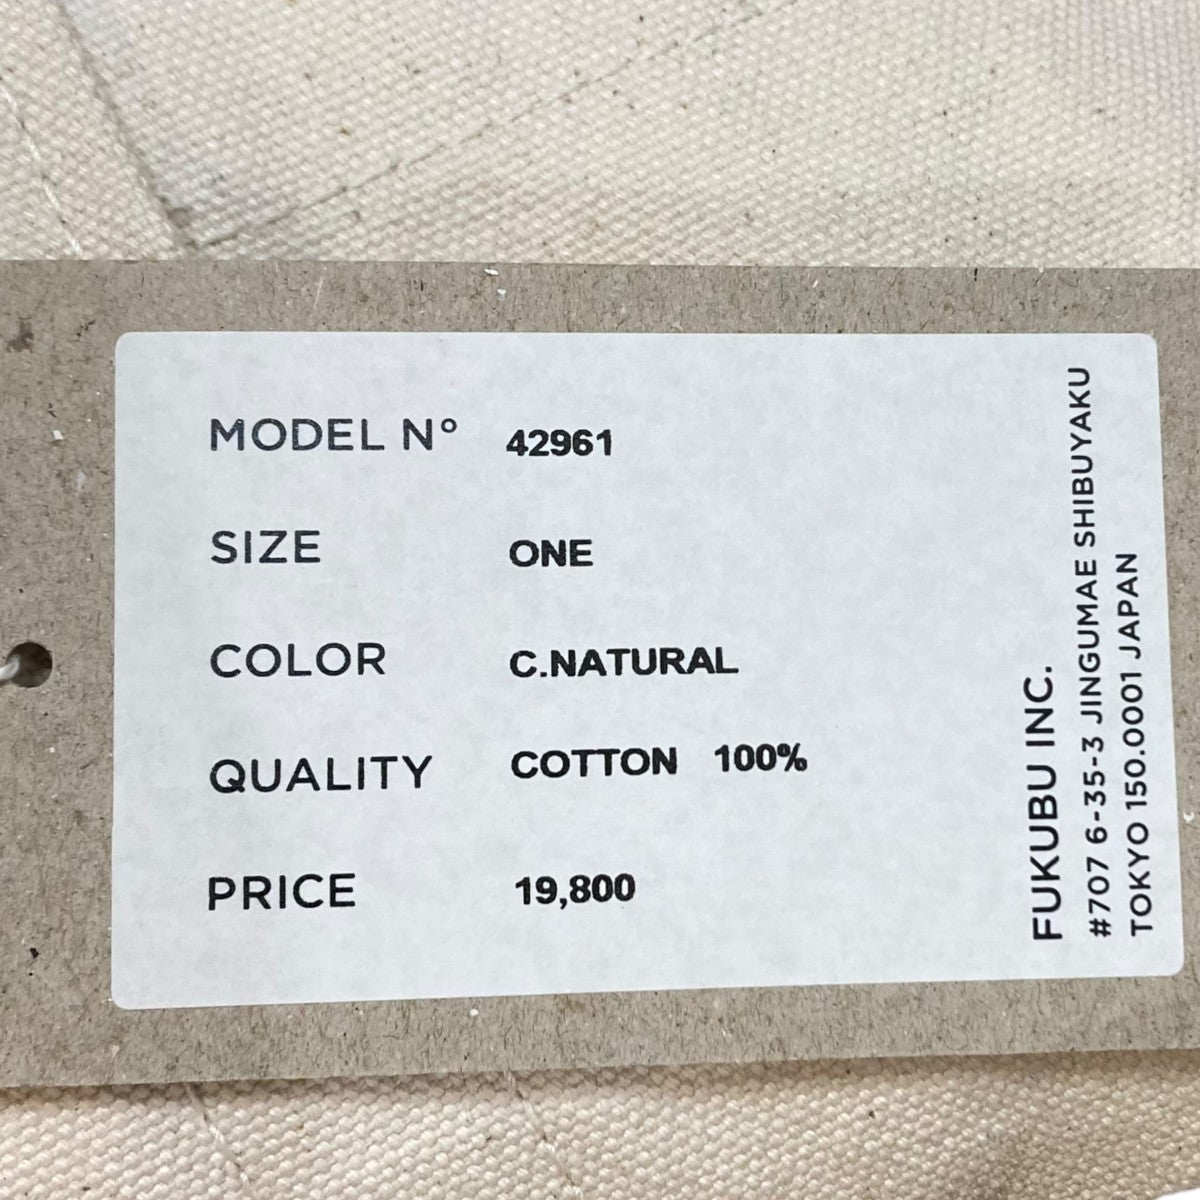 MODEL N° 42961
SIZE ONE
COLOR C.NATURAL
QUALITY COTTON 100%
PRICE 19,800
FUKUBU INC.
#707 6-35-3 JINGUMAE SHIBUYAKU
TOKYO 150.0001 JAPAN